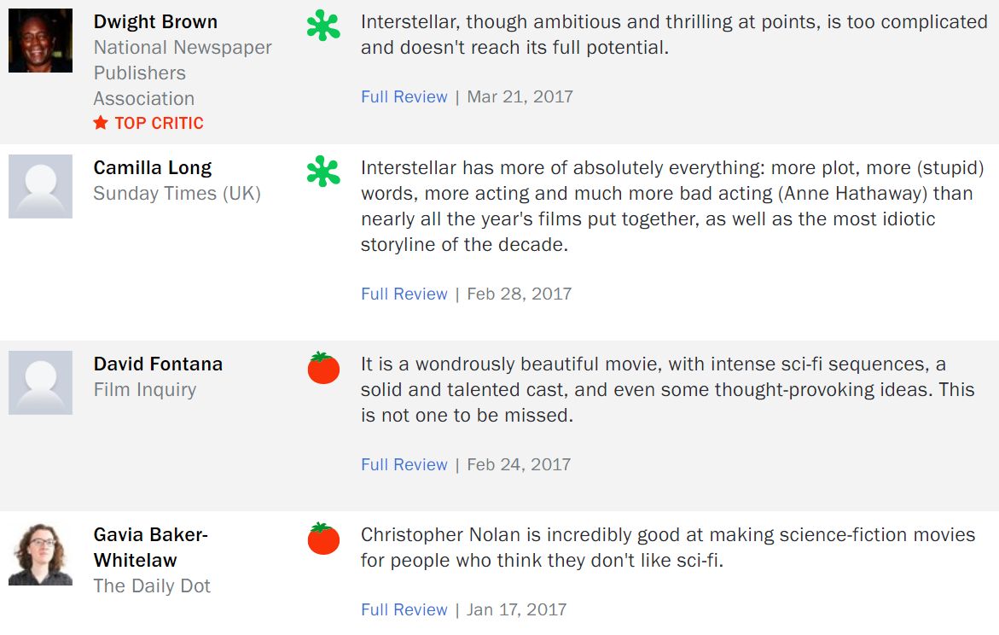 Dwight Brown
National Newspaper
Publishers
Association
TOP CRITIC
Interstellar, though ambitious and thrilling at points, is too complicated
and doesn't reach its full potential.
Full Review | Mar 21, 2017
Camilla Long
Sunday Times (UK)
Interstellar has more of absolutely everything: more plot, more (stupid)
words, more acting and much more bad acting (Anne Hathaway) than
nearly all the year's films put together, as well as the most idiotic
storyline of the decade.
Full Review | Feb 28, 2017
David Fontana
Film Inquiry
It is a wondrously beautiful movie, with intense sci-fi sequences, a
solid and talented cast, and even some thought-provoking ideas. This
is not one to be missed.
Full Review | Feb 24, 2017
Gavia Baker-
Whitelaw
The Daily Dot
Christopher Nolan is incredibly good at making science-fiction movies
for people who think they don't like sci-fi.
Full Review | Jan 17, 2017